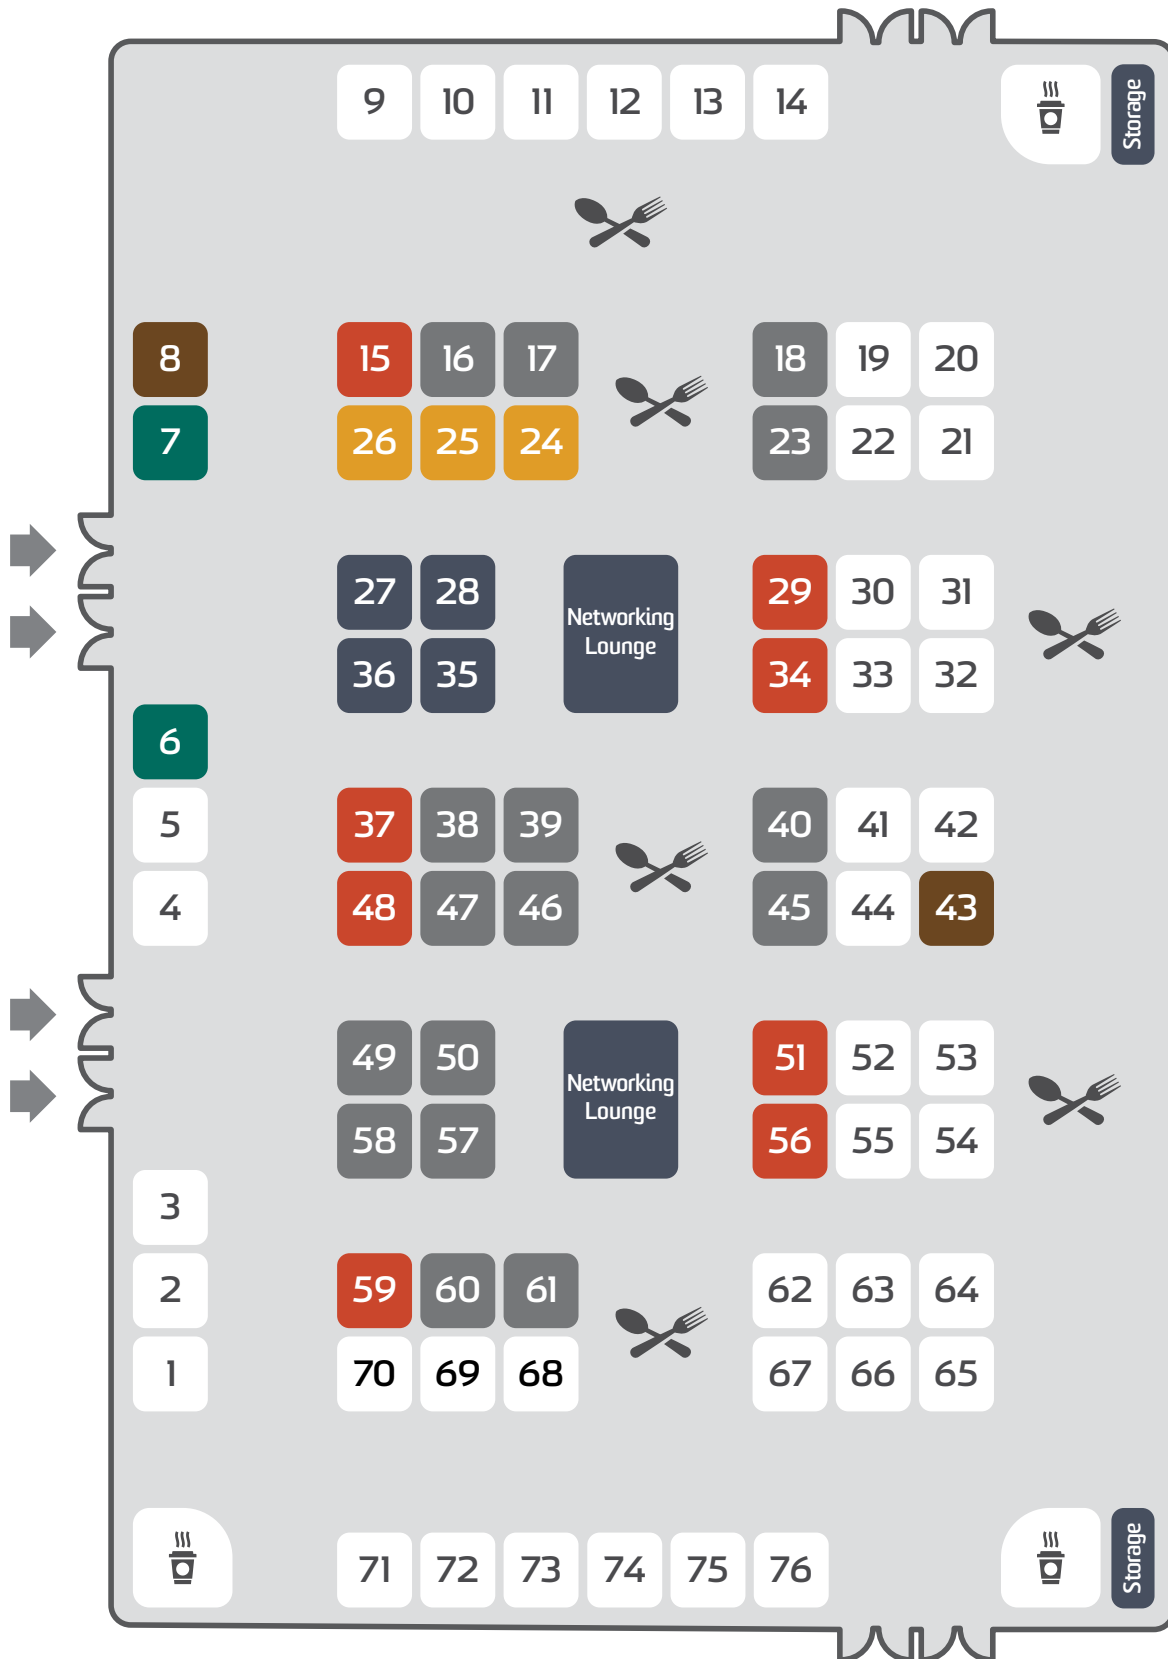 9 10 11 12 13 14
Storage
8 15 16 17 18 19 20
7 26 25 24 23 22 21
27 28 29 30 31
Networking
Lounge
36 35 34 33 32
6
5 37 38 39 40 41 42
4 48 47 46 45 44 43
49 50 51 52 53
Networking
Lounge
58 57 56 55 54
3
2 59 60 61 62 63 64
1 70 69 68 67 66 65
71 72 73 74 75 76
Storage